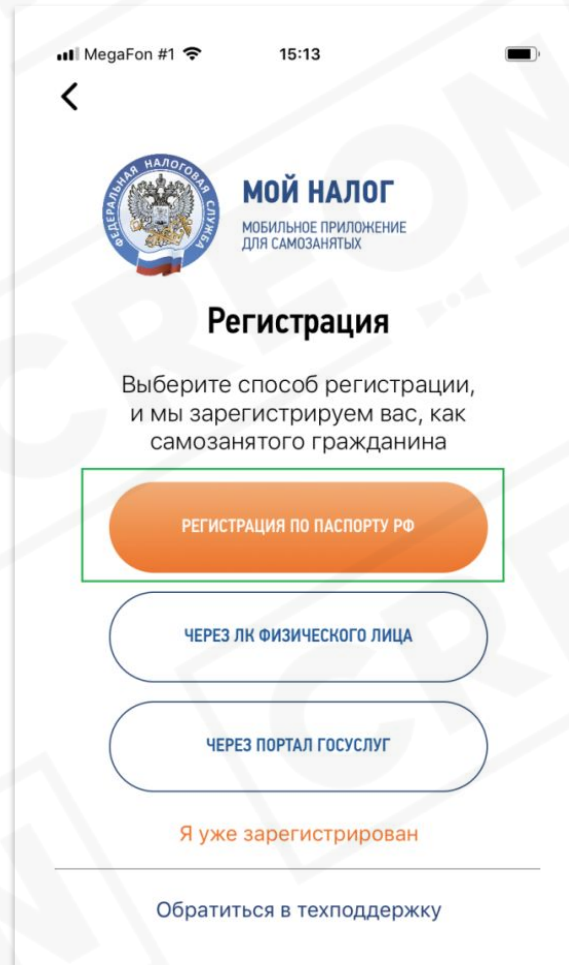 MegaFon #1
15:13
ФЕДЕРАЛЬНАЯ НАЛОГОВАЯ СЛУЖБА
МОЙ НАЛОГ
МОБИЛЬНОЕ ПРИЛОЖЕНИЕ
ДЛЯ САМОЗАНЯТЫХ
Регистрация
Выберите способ регистрации,
и мы зарегистрируем вас, как
самозанятого гражданина
РЕГИСТРАЦИЯ ПО ПАСПОРТУ РФ
ЧЕРЕЗ ЛК ФИЗИЧЕСКОГО ЛИЦА
ЧЕРЕЗ ПОРТАЛ ГОСУСЛУГ
Я уже зарегистрирован
Обратиться в техподдержку
CREON